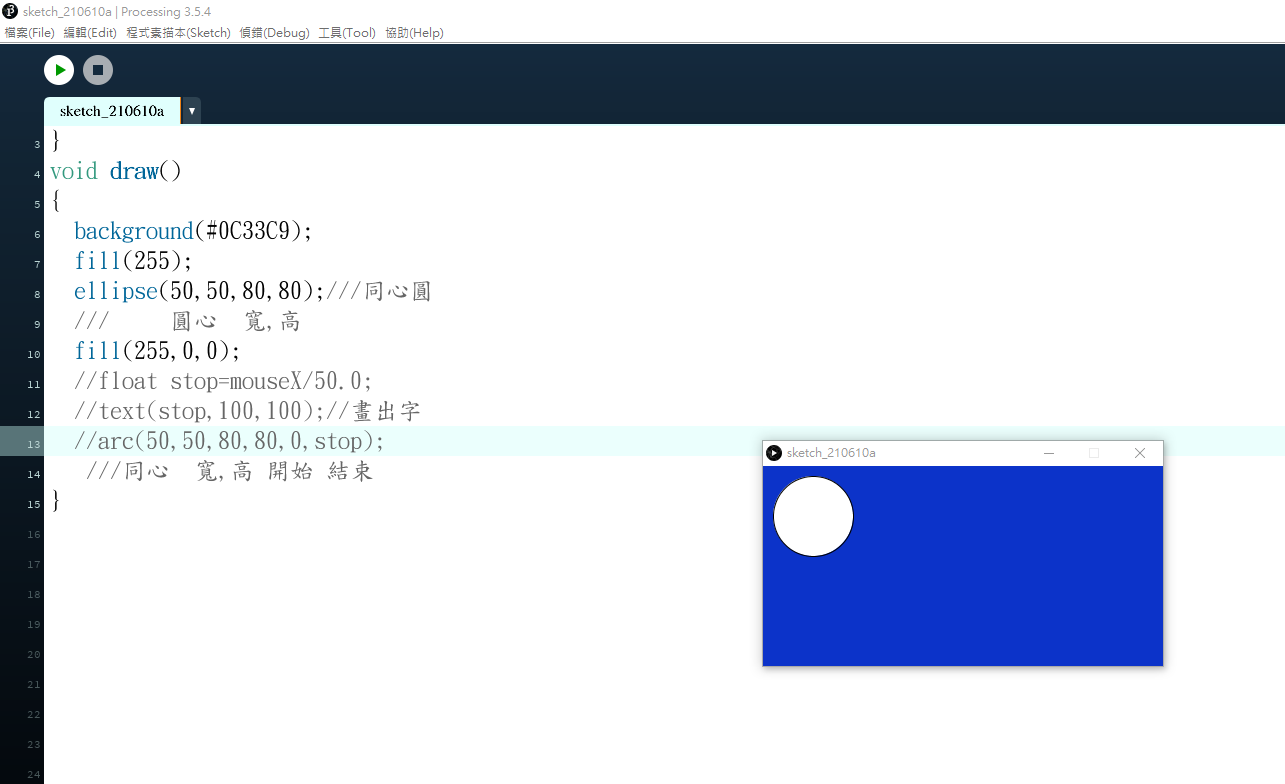 sketch_210610a | Processing 3.5.4
檔案(File) 編輯(Edit) 程式素描本(Sketch) 偵錯(Debug) 工具(Tool) 協助(Help)
sketch_210610a ▼
3 }
4 void draw()
5 {
6 background(#0C33C9);
7 fill(255);
8 ellipse(50,50,80,80);///同心圓
9 /// 圓心 寬,高
10 fill(255,0,0);
11 //float stop=mouseX/50.0;
12 //text(stop,100,100);//畫出字
13 //arc(50,50,80,80,0,stop);
14 ///同心 寬,高 開始 結束
15 }
16
17
18
19
20
21
22
23
24
sketch_210610a